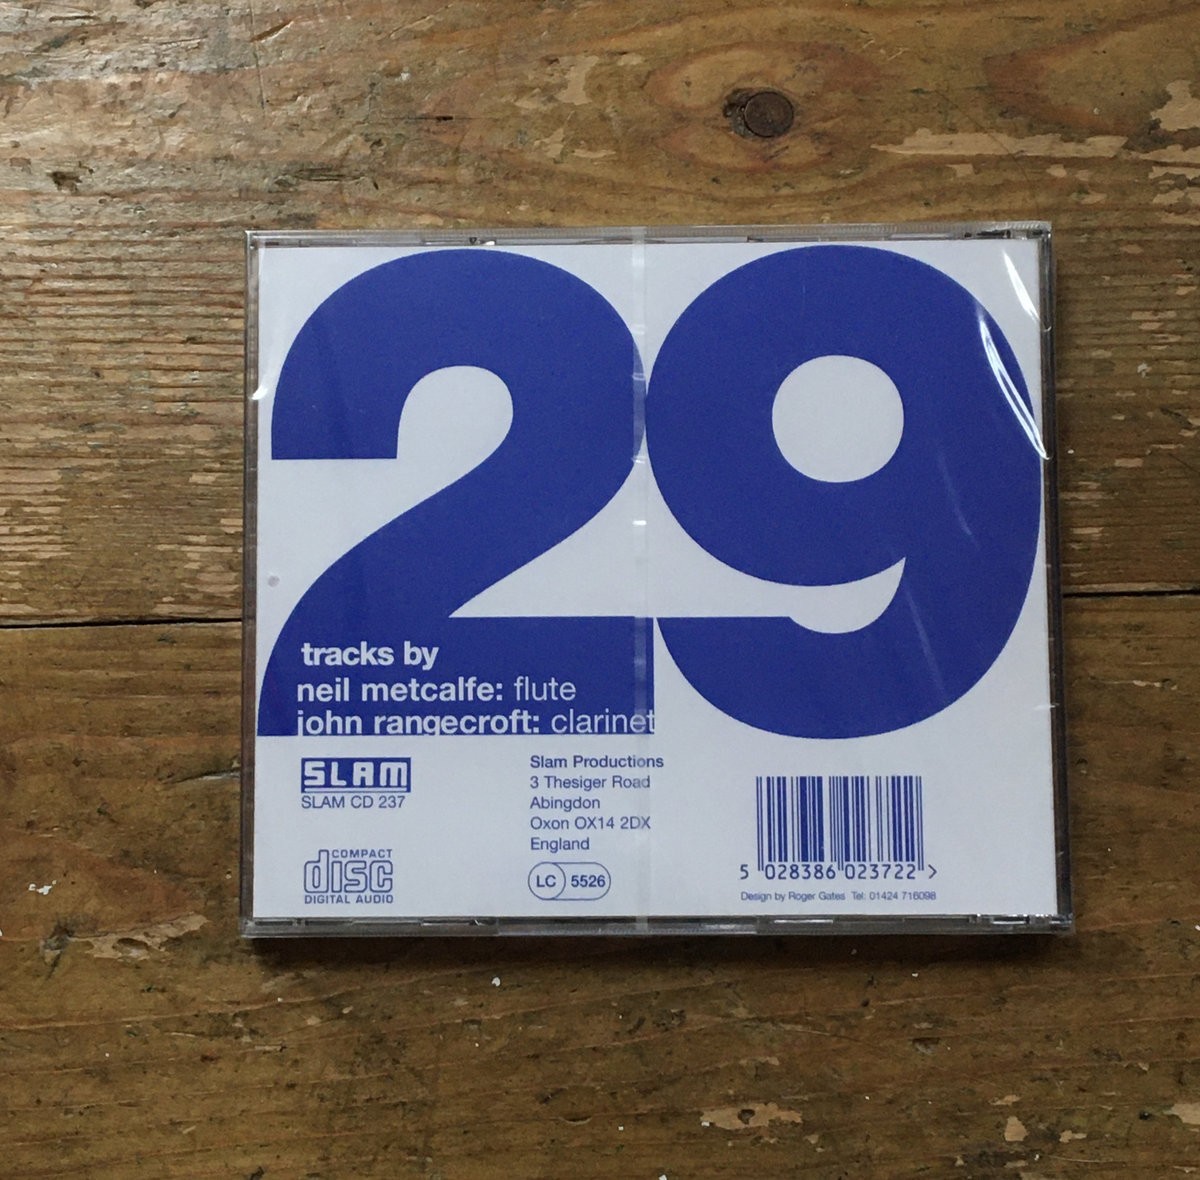 29
tracks by
neil metcalfe: flute
john rangecroft: clarinet
SLAM
SLAM CD 237
COMPACT
disc
DIGITAL AUDIO
Slam Productions
3 Thesiger Road
Abingdon
Oxon OX14 2DX
England
LC 5526
5 028386 023722 >
Design by Roger Gates Tel: 01424 716098